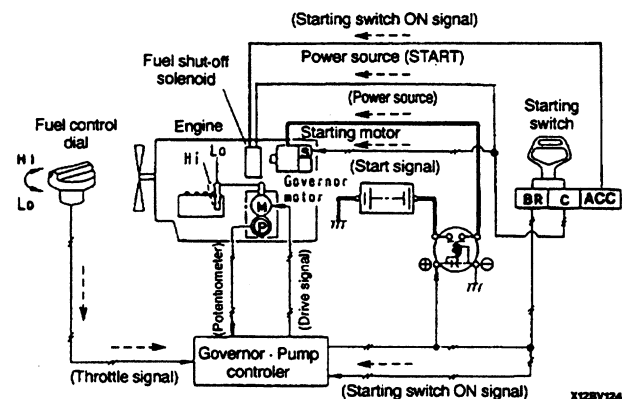 (Starting switch ON signal)
Power source (START)
Fuel shut-off
solenoid
(Power source)
Starting
switch
Fuel control
dial
Engine
Starting motor
S
Hi
Lo
Hi
Lo
(Start signal)
Governor
motor
BR
C
ACC
M
P
(Potentiometer)
(Drive signal)
Governor · Pump
controler
(Throttle signal)
(Starting switch ON signal)
X12BV124